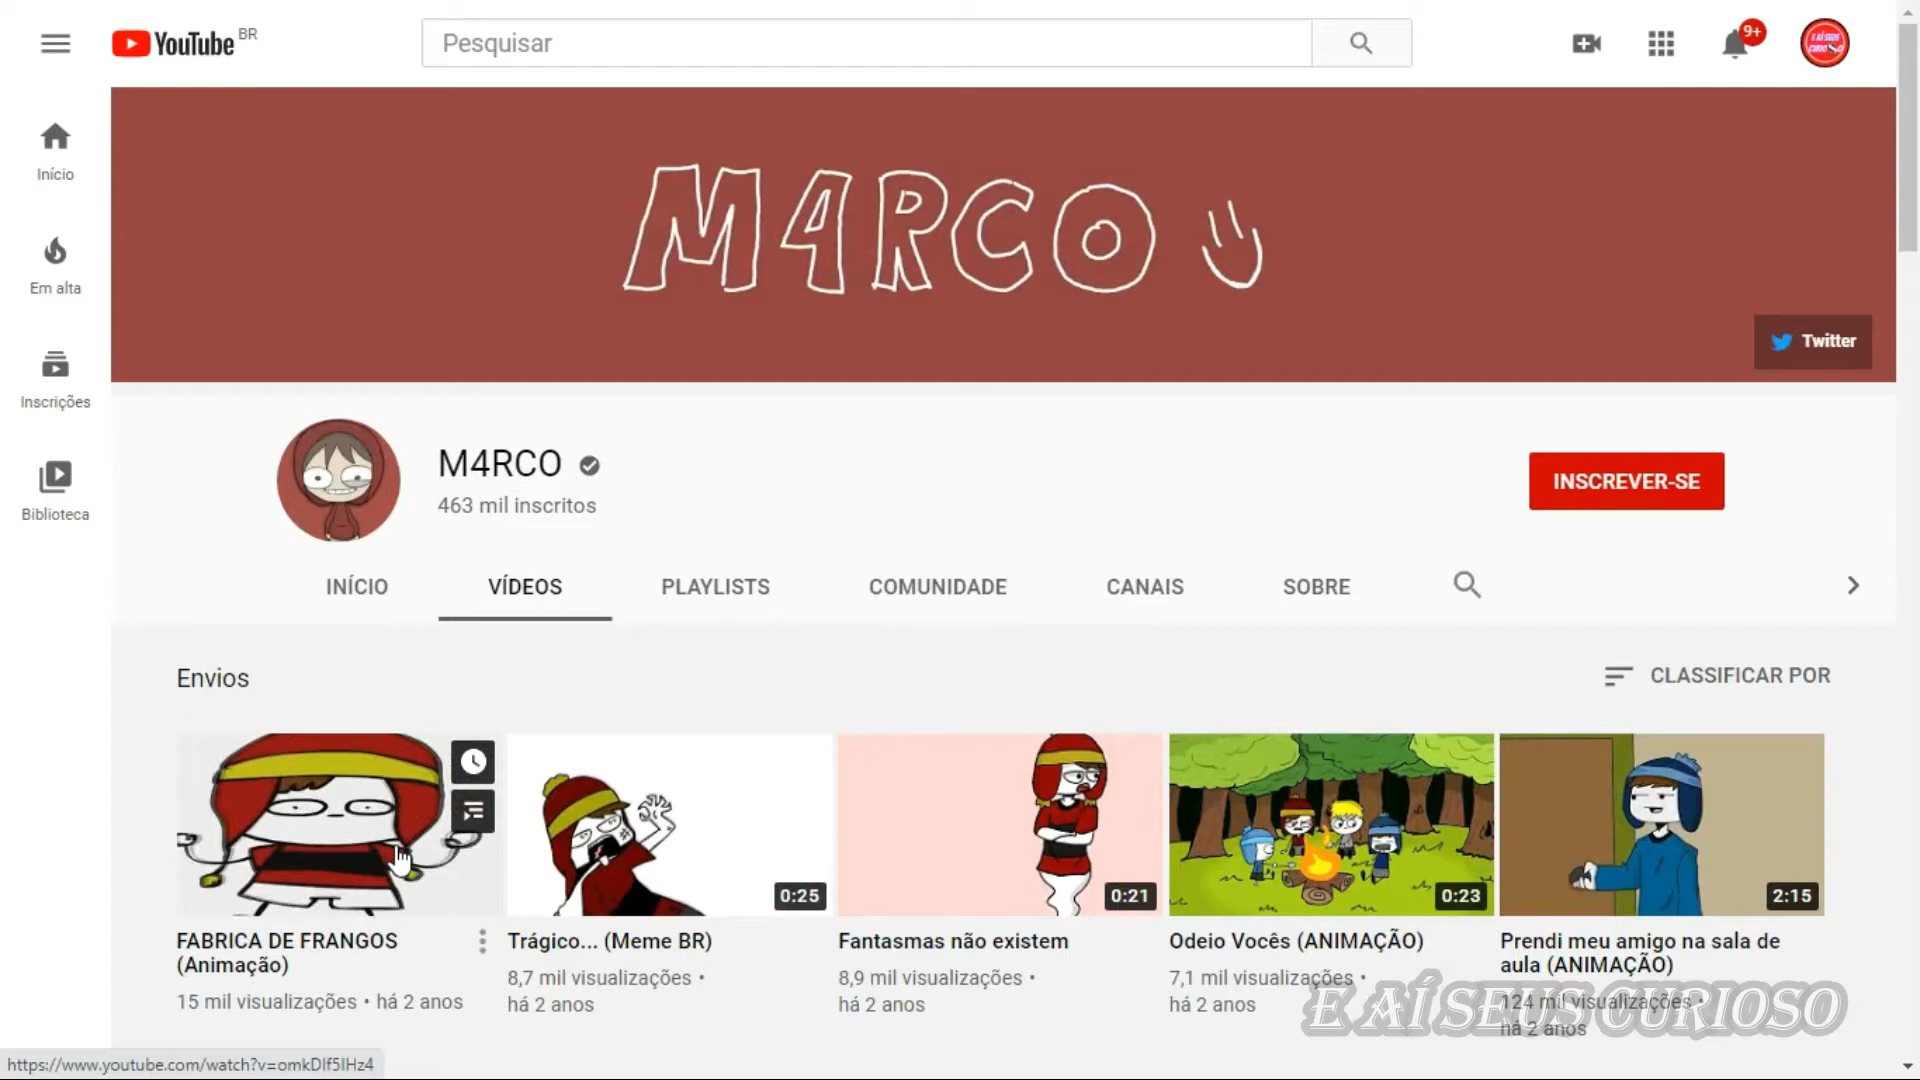 YouTube BR
Pesquisar
9+
E AÍ SEUS
Início
Em alta
Inscrições
Biblioteca
M4RCO
Twitter
M4RCO
463 mil inscritos
INSCREVER-SE
INÍCIO VÍDEOS PLAYLISTS COMUNIDADE CANAIS SOBRE
Envios
CLASSIFICAR POR
0:25
0:21
0:23
2:15
FABRICA DE FRANGOS
(Animação)
15 mil visualizações • há 2 anos
Trágico... (Meme BR)
8,7 mil visualizações •
há 2 anos
Fantasmas não existem
8,9 mil visualizações •
há 2 anos
Odeio Vocês (ANIMAÇÃO)
7,1 mil visualizações •
há 2 anos
Prendi meu amigo na sala de
aula (ANIMAÇÃO)
124 mil visualizações •
há 2 anos
E AÍ SEUS CURIOSO
https://www.youtube.com/watch?v=omkDIf5IHz4